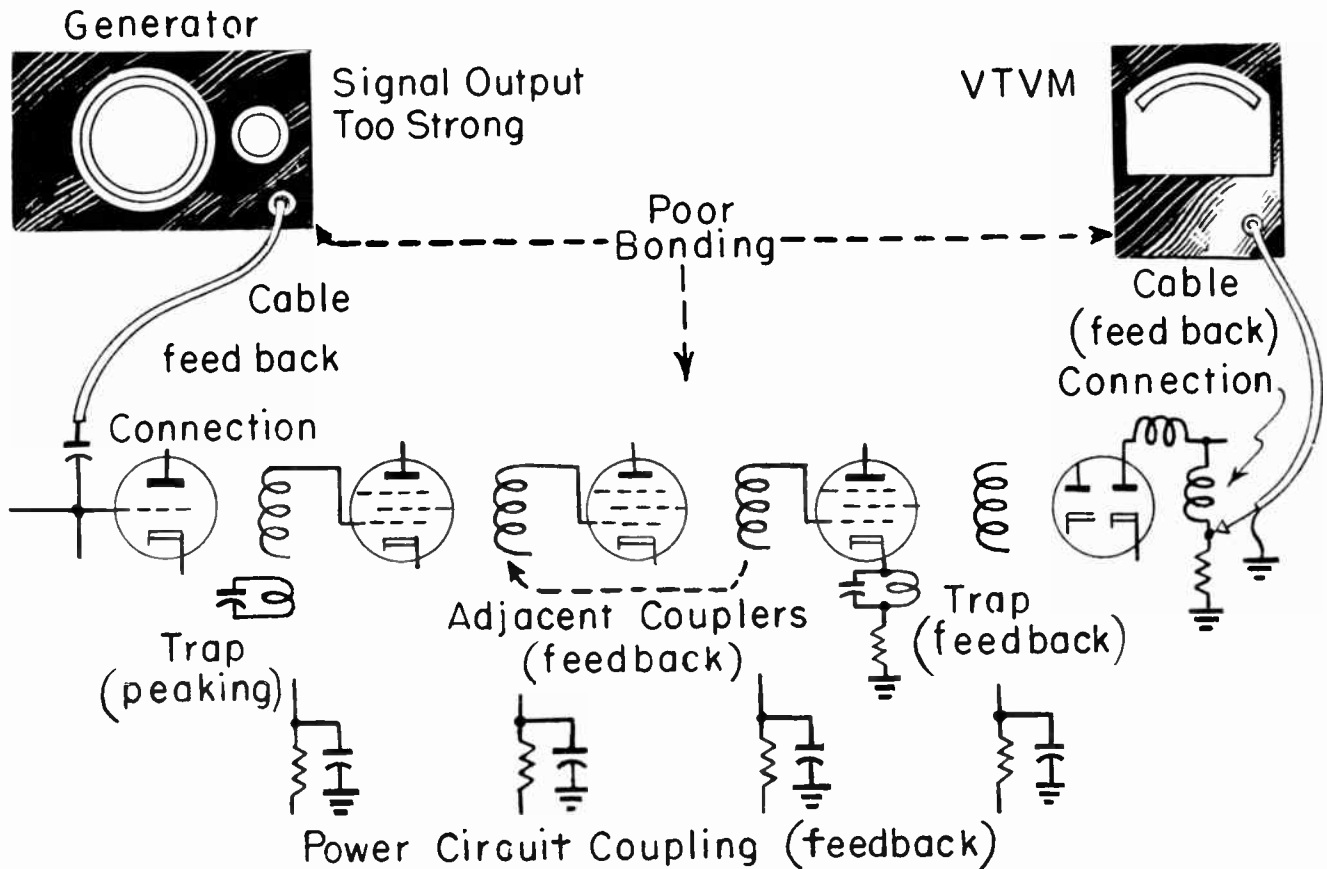 Generator
Signal Output
Too Strong
VTVM
Poor
Bonding
Cable
feed back
Cable
(feed back)
Connection
Connection
Adjacent Couplers
(feedback)
Trap
(feedback)
Trap
(peaking)
Power Circuit Coupling (feedback)